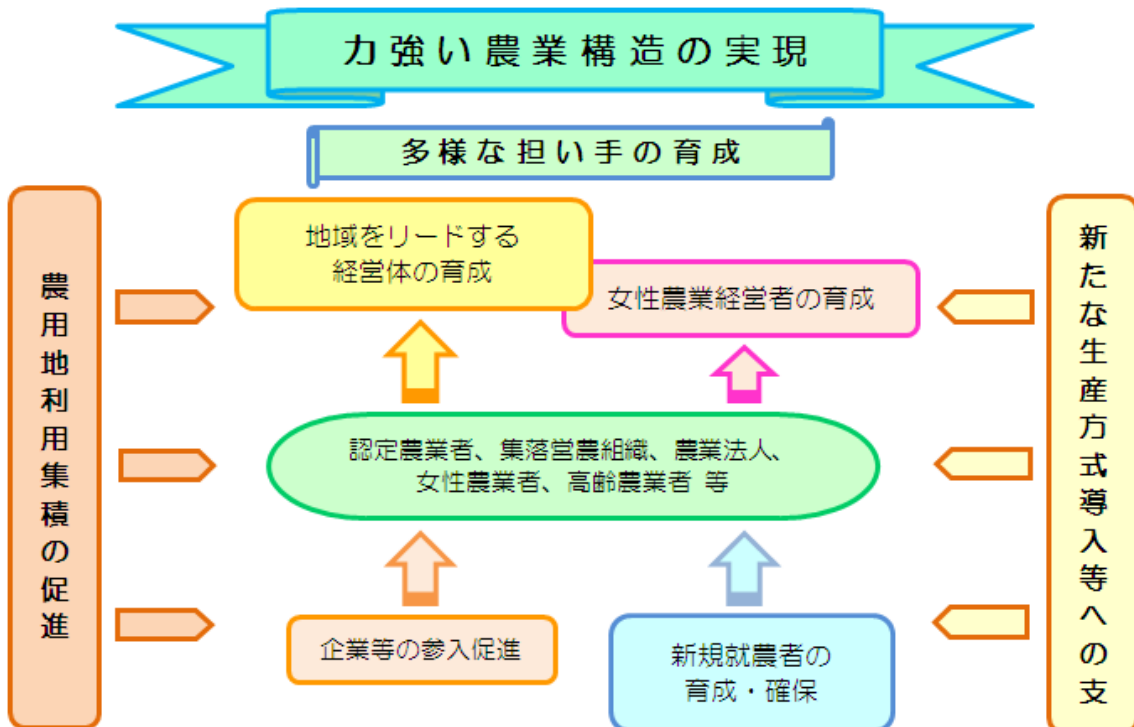 力強い農業構造の実現
多様な担い手の育成
農用地利用集積の促進
地域をリードする
経営体の育成
女性農業経営者の育成
認定農業者、集落営農組織、農業法人、
女性農業者、高齢農業者 等
企業等の参入促進
新規就農者の
育成・確保
新たな生産方式導入等への支